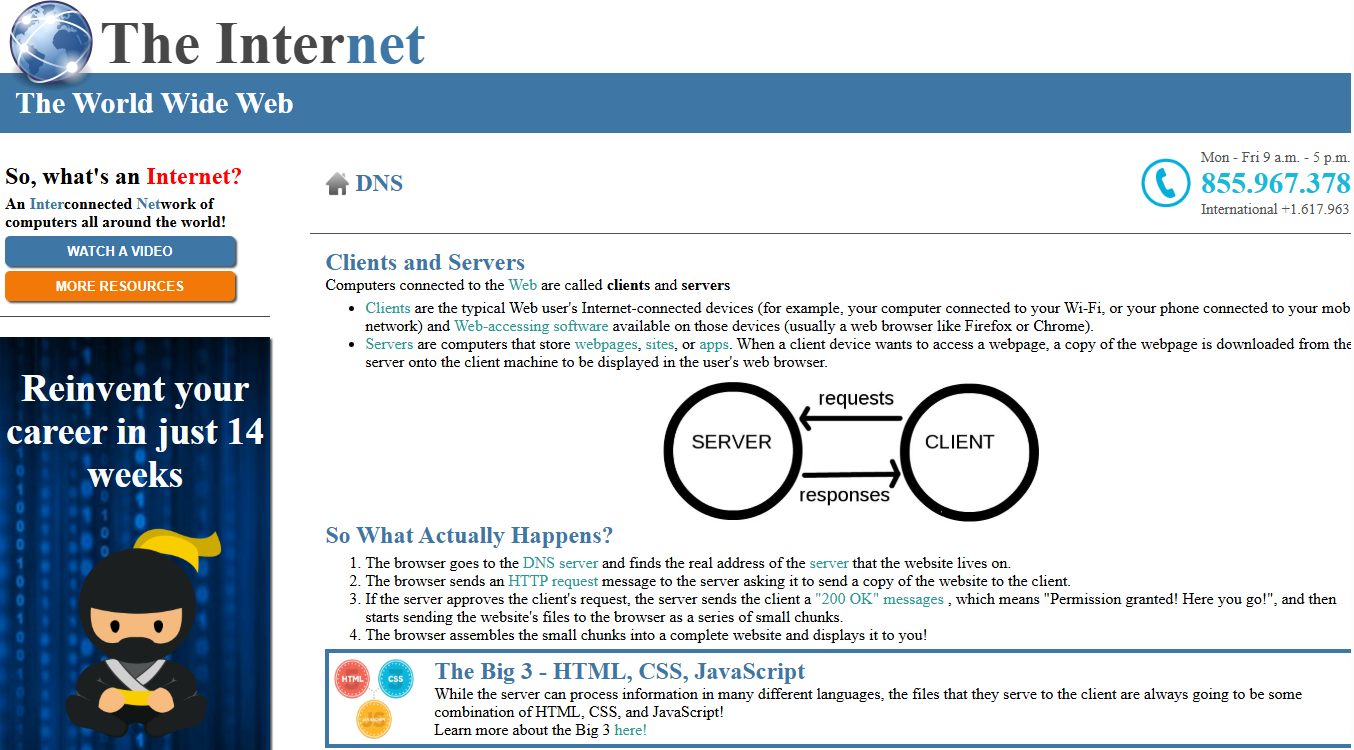 The Internet
The World Wide Web
So, what's an Internet?
An Interconnected Network of
computers all around the world!
WATCH A VIDEO
MORE RESOURCES
Reinvent your
career in just 14
weeks
DNS
Mon - Fri 9 a.m. - 5 p.m.
855.967.378
International +1.617.963
Clients and Servers
Computers connected to the Web are called clients and servers
• Clients are the typical Web user's Internet-connected devices (for example, your computer connected to your Wi-Fi, or your phone connected to your mob
network) and Web-accessing software available on those devices (usually a web browser like Firefox or Chrome).
• Servers are computers that store webpages, sites, or apps. When a client device wants to access a webpage, a copy of the webpage is downloaded from the
server onto the client machine to be displayed in the user's web browser.
requests
SERVER
CLIENT
responses
So What Actually Happens?
1. The browser goes to the DNS server and finds the real address of the server that the website lives on.
2. The browser sends an HTTP request message to the server asking it to send a copy of the website to the client.
3. If the server approves the client's request, the server sends the client a "200 OK" messages , which means "Permission granted! Here you go!", and then
starts sending the website's files to the browser as a series of small chunks.
4. The browser assembles the small chunks into a complete website and displays it to you!
HTML
CSS
JS
JAVASCRIPT
The Big 3 - HTML, CSS, JavaScript
While the server can process information in many different languages, the files that they serve to the client are always going to be some
combination of HTML, CSS, and JavaScript!
Learn more about the Big 3 here!